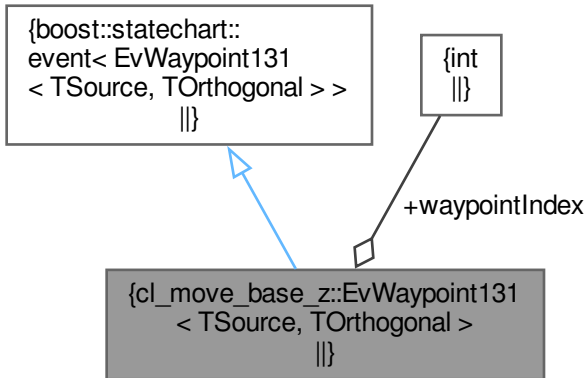 {boost::statechart::
event< EvWaypoint131
< TSource, TOrthogonal > >
||}
{int
||}
+waypointIndex
{cl_move_base_z::EvWaypoint131
< TSource, TOrthogonal >
||}